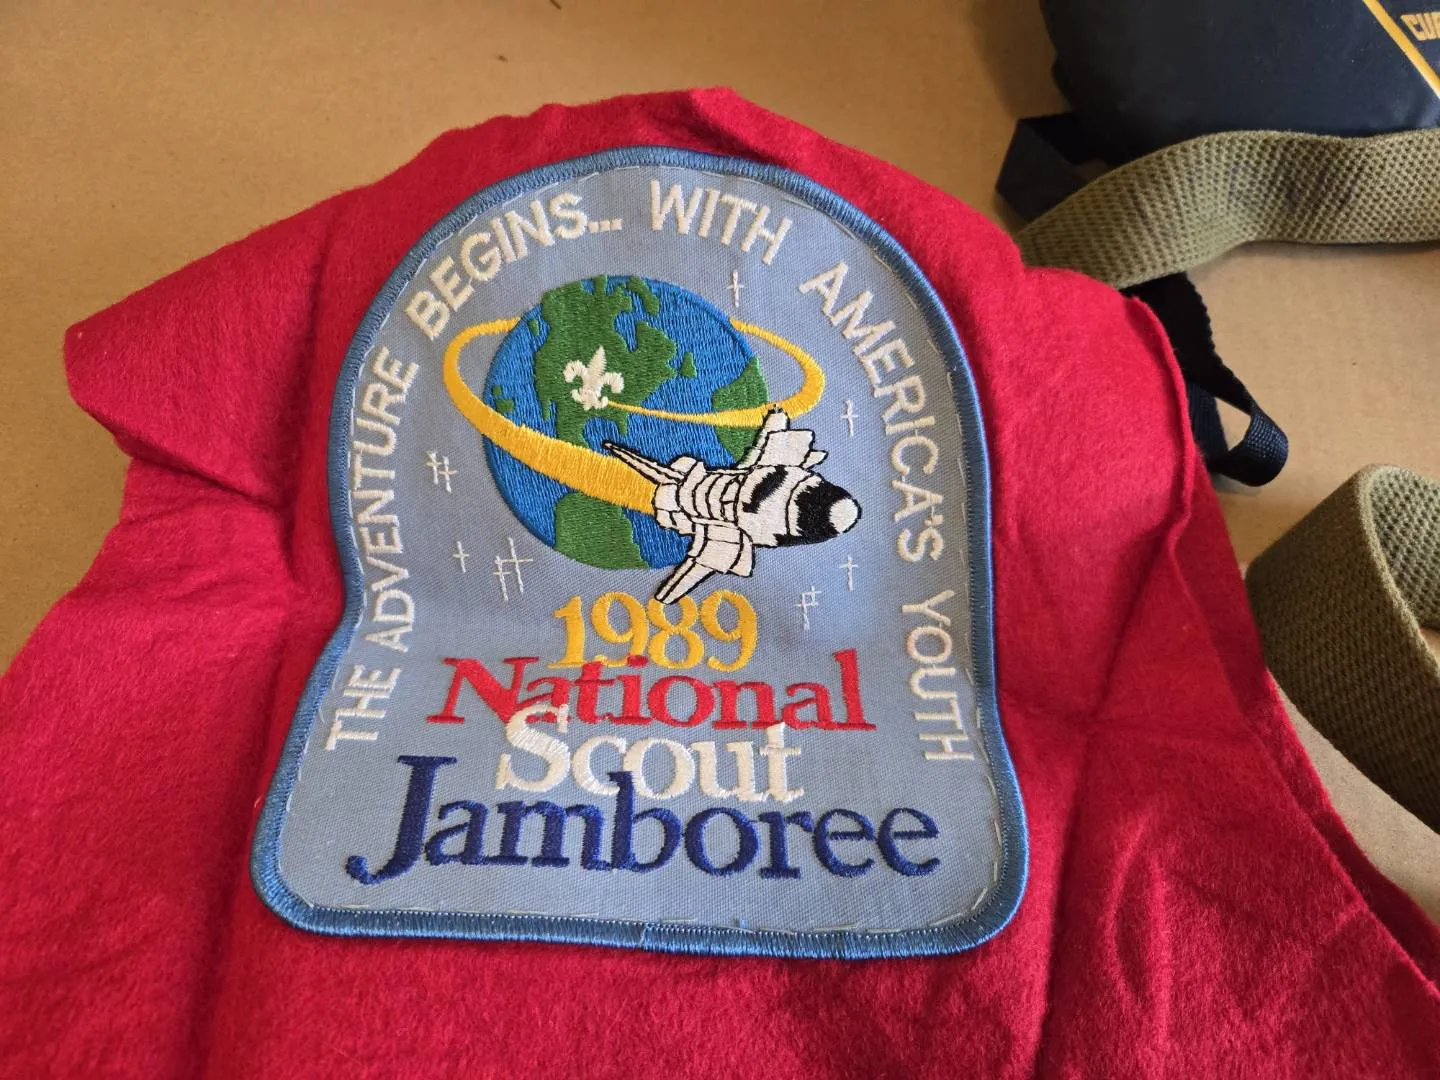 THE ADVENTURE BEGINS... WITH AMERICA'S YOUTH
1989
National
Scout
Jamboree